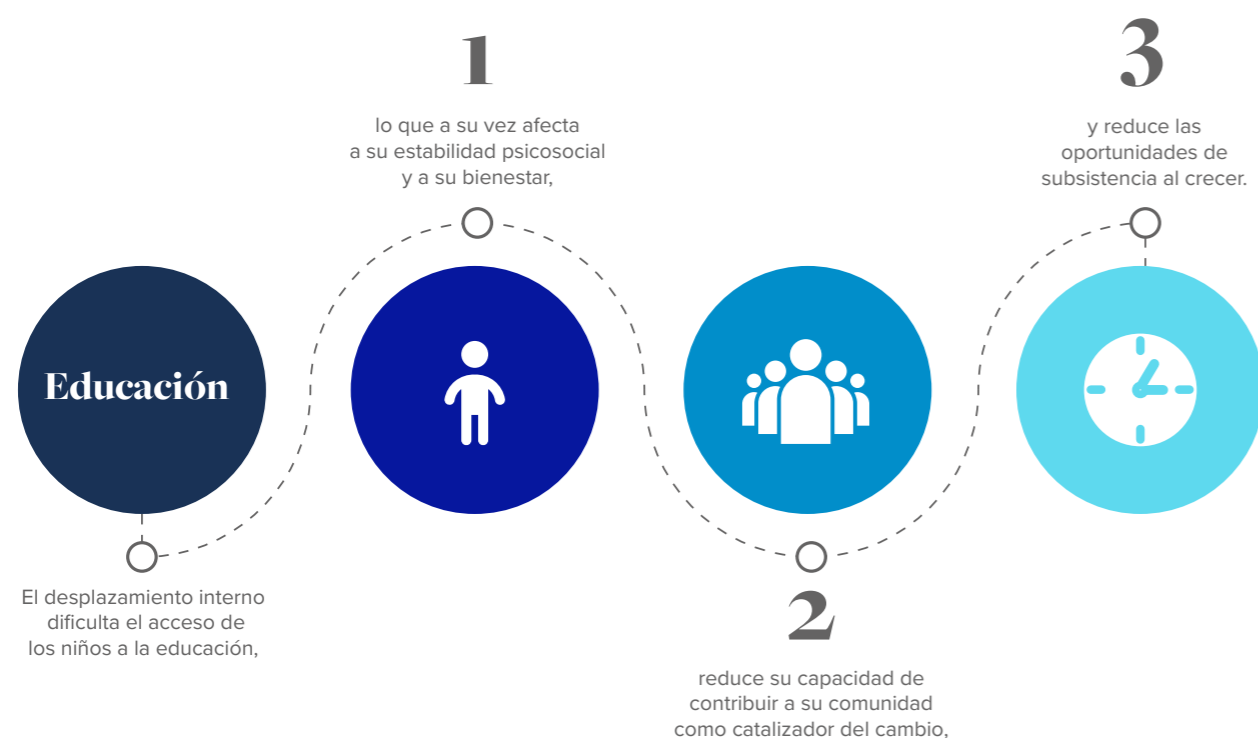 Educación
El desplazamiento interno
dificulta el acceso de
los niños a la educación,
1
lo que a su vez afecta
a su estabilidad psicosocial
y a su bienestar,
2
reduce su capacidad de
contribuir a su comunidad
como catalizador del cambio,
3
y reduce las
oportunidades de
subsistencia al crecer.